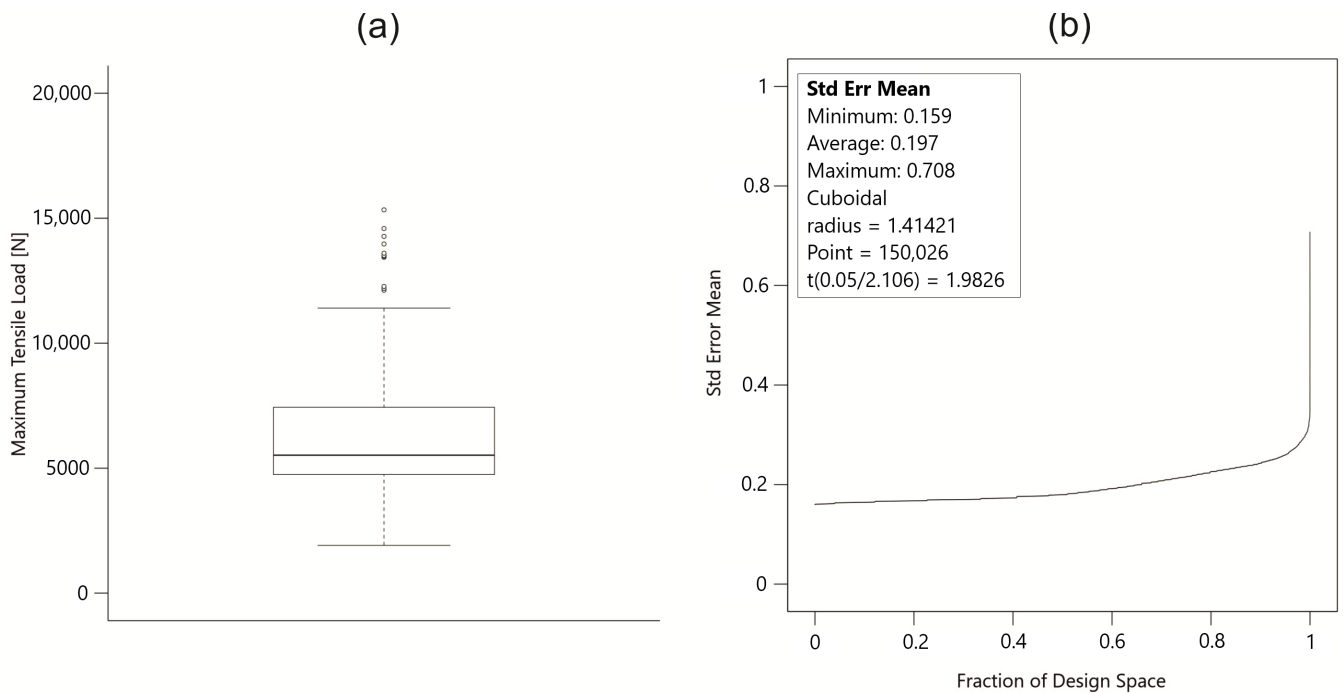 (a)
Maximum Tensile Load [N]
20,000
15,000
10,000
5000
0
(b)
Std Error Mean
1
0.8
0.6
0.4
0.2
0
Std Err Mean
Minimum: 0.159
Average: 0.197
Maximum: 0.708
Cuboidal
radius = 1.41421
Point = 150,026
t(0.05/2.106) = 1.9826
0 0.2 0.4 0.6 0.8 1
Fraction of Design Space